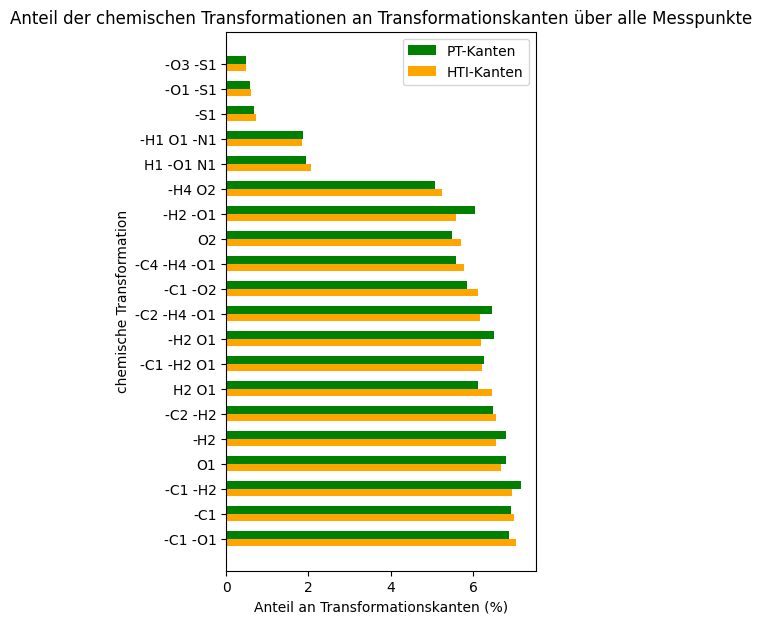 Anteil der chemischen Transformationen an Transformationskanten über alle Messpunkte
PT-Kanten
HTI-Kanten
-O3 -S1
-O1 -S1
-S1
-H1 O1 -N1
H1 -O1 N1
-H4 O2
-H2 -O1
O2
-C4 -H4 -O1
-C1 -O2
-C2 -H4 -O1
-H2 O1
-C1 -H2 O1
H2 O1
-C2 -H2
-H2
O1
-C1 -H2
-C1
-C1 -O1
chemische Transformation
0 2 4 6
Anteil an Transformationskanten (%)